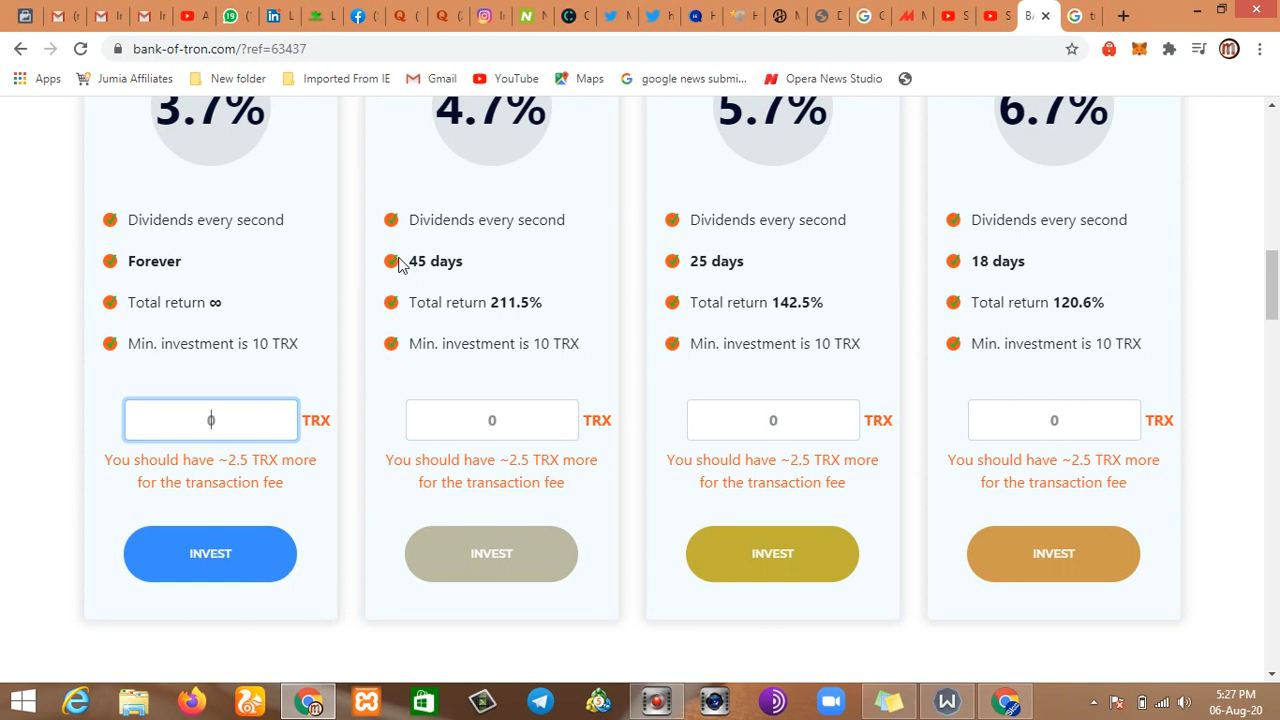 bank-of-tron.com/?ref=63437
Apps
Jumia Affiliates
New folder
Imported From IE
Gmail
YouTube
Maps
google news submi...
Opera News Studio
3.7%
Dividends every second
Forever
Total return ∞
Min. investment is 10 TRX
0 TRX
You should have ~2.5 TRX more
for the transaction fee
INVEST
4.7%
Dividends every second
45 days
Total return 211.5%
Min. investment is 10 TRX
0 TRX
You should have ~2.5 TRX more
for the transaction fee
INVEST
5.7%
Dividends every second
25 days
Total return 142.5%
Min. investment is 10 TRX
0 TRX
You should have ~2.5 TRX more
for the transaction fee
INVEST
6.7%
Dividends every second
18 days
Total return 120.6%
Min. investment is 10 TRX
0 TRX
You should have ~2.5 TRX more
for the transaction fee
INVEST
5:27 PM
06-Aug-20